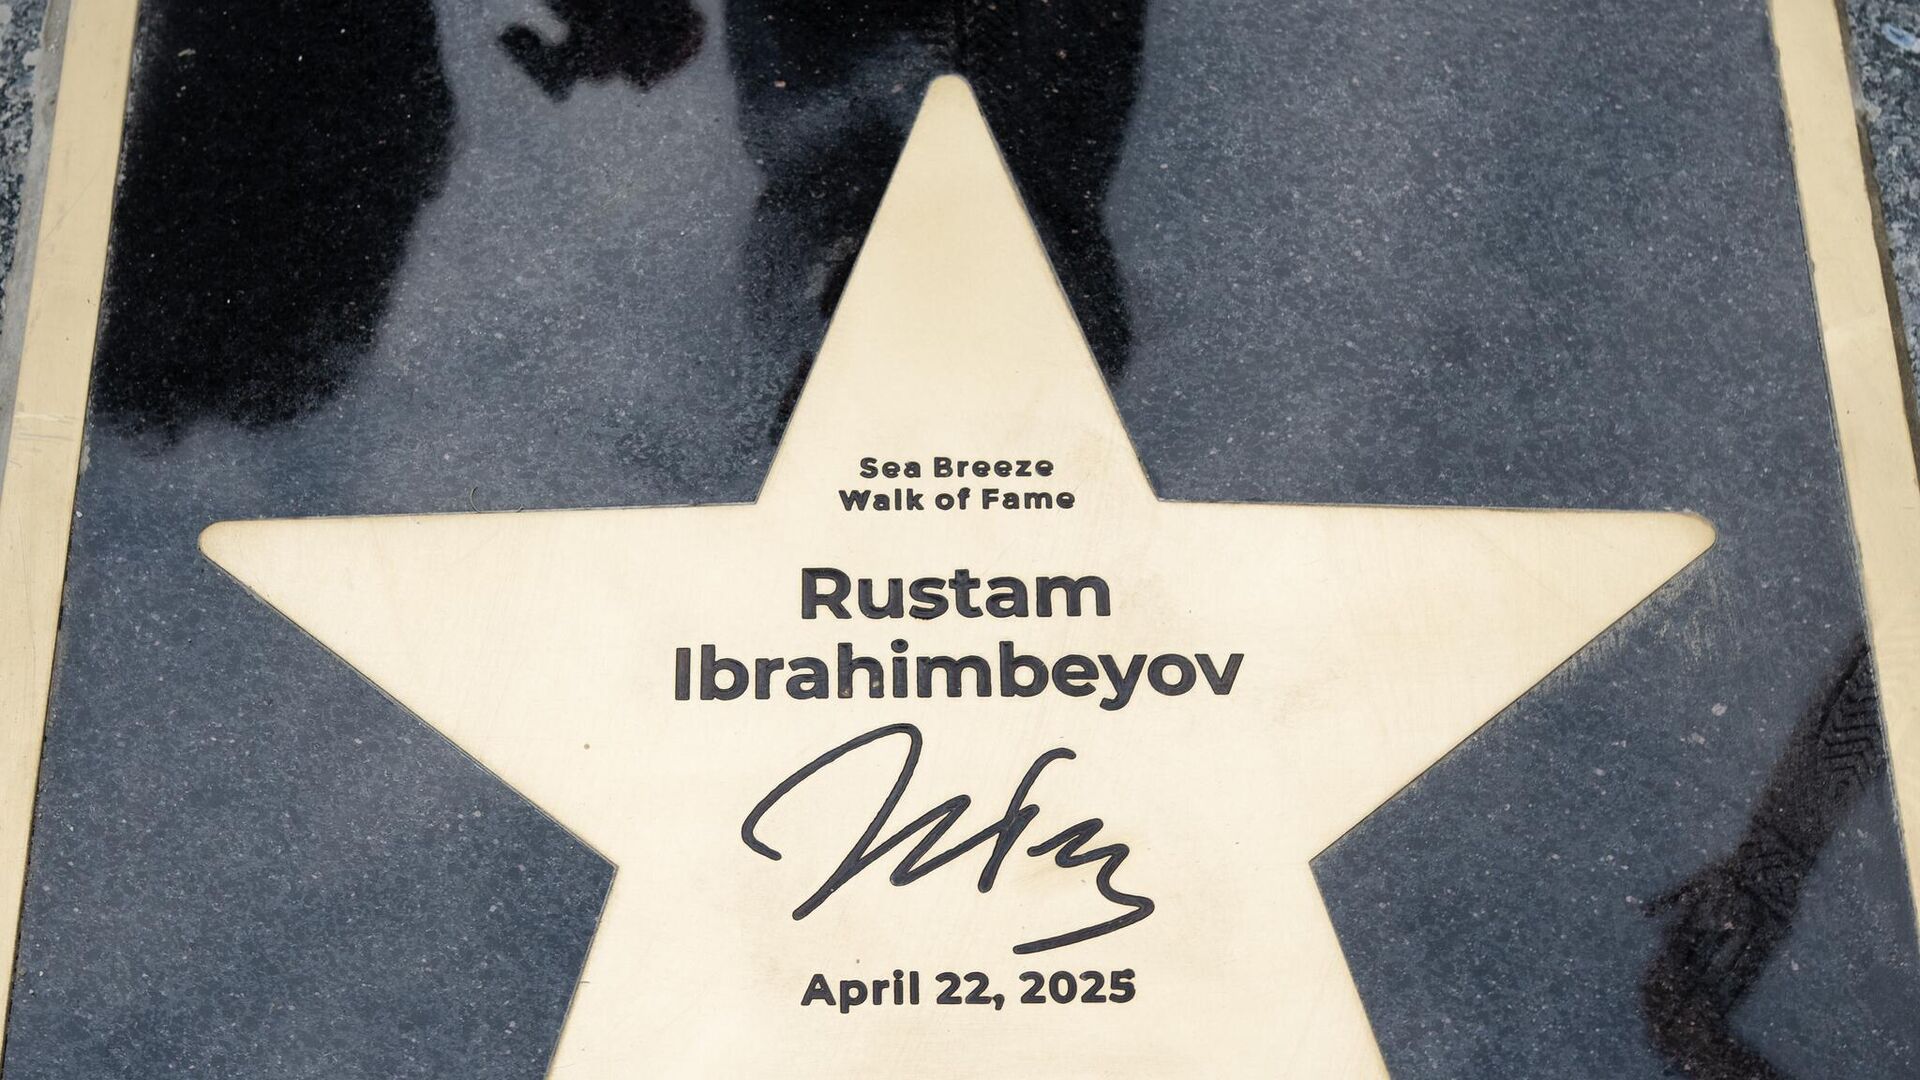 Sea Breeze
Walk of Fame
Rustam
Ibrahimbeyov
April 22, 2025